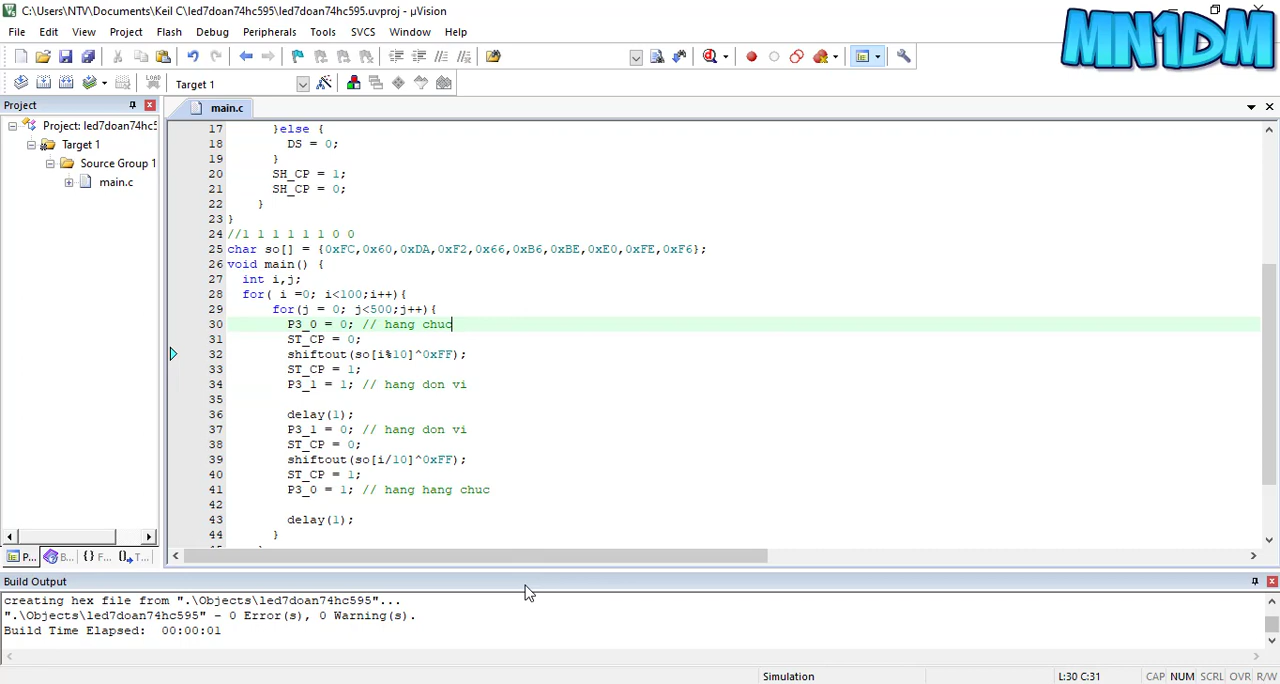 C:\Users\NTV\Documents\Keil C\led7doan74hc595\led7doan74hc595.uvproj - µVision
MN1DM
File Edit View Project Flash Debug Peripherals Tools SVCS Window Help
LOAD Target 1
Project main.c
17 }else {
18 DS = 0;
19 }
20 SH_CP = 1;
21 SH_CP = 0;
22 }
23 }
24 //1 1 1 1 1 1 0 0
25 char so[] = {0xFC,0x60,0xDA,0xF2,0x66,0xB6,0xBE,0xE0,0xFE,0xF6};
26 void main() {
27 int i,j;
28 for( i =0; i<100;i++){
29 for(j = 0; j<500;j++){
30 P3_0 = 0; // hang chuc
31 ST_CP = 0;
32 shiftout(so[i%10]^0xFF);
33 ST_CP = 1;
34 P3_1 = 1; // hang don vi
35
36 delay(1);
37 P3_1 = 0; // hang don vi
38 ST_CP = 0;
39 shiftout(so[i/10]^0xFF);
40 ST_CP = 1;
41 P3_0 = 1; // hang hang chuc
42
43 delay(1);
44 }
Project: led7doan74hc5
Target 1
Source Group 1
main.c
P... B... {} F... T...
Build Output
creating hex file from ".\Objects\led7doan74hc595"...
".\Objects\led7doan74hc595" - 0 Error(s), 0 Warning(s).
Build Time Elapsed: 00:00:01
Simulation L:30 C:31 CAP NUM SCRL OVR R/W